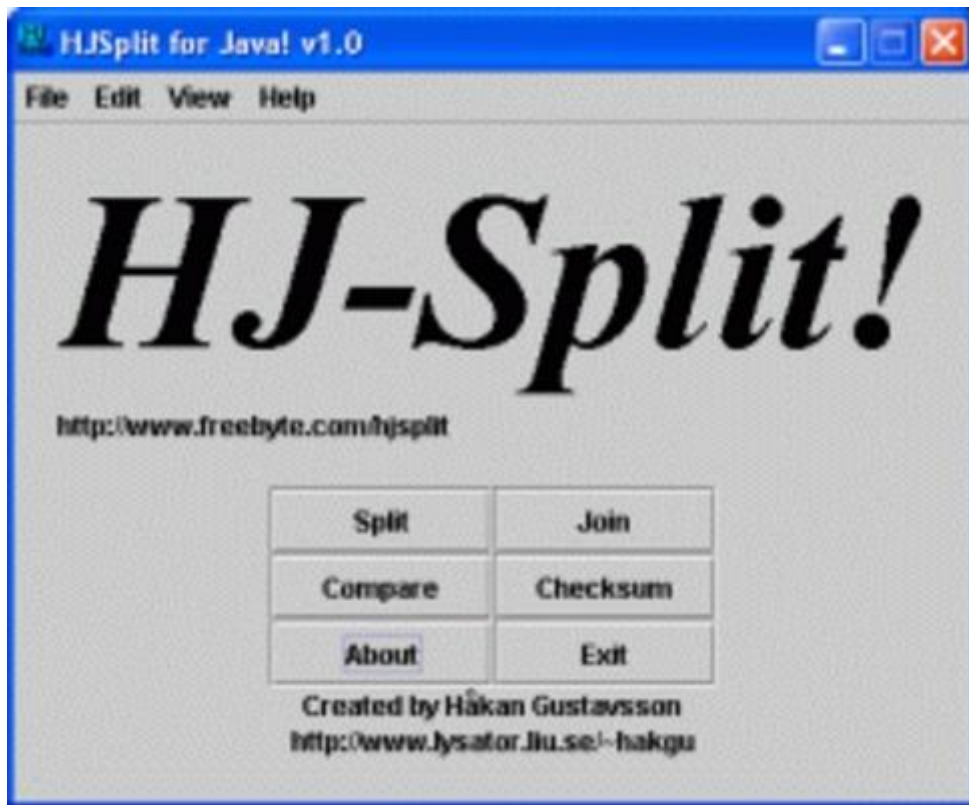 HJSplit for Java! v1.0
File Edit View Help
HJ-Split!
http://www.freebyte.com/hjsplit
Split Join
Compare Checksum
About Exit
Created by Håkan Gustavsson
http://www.lysator.liu.se/~hakgu